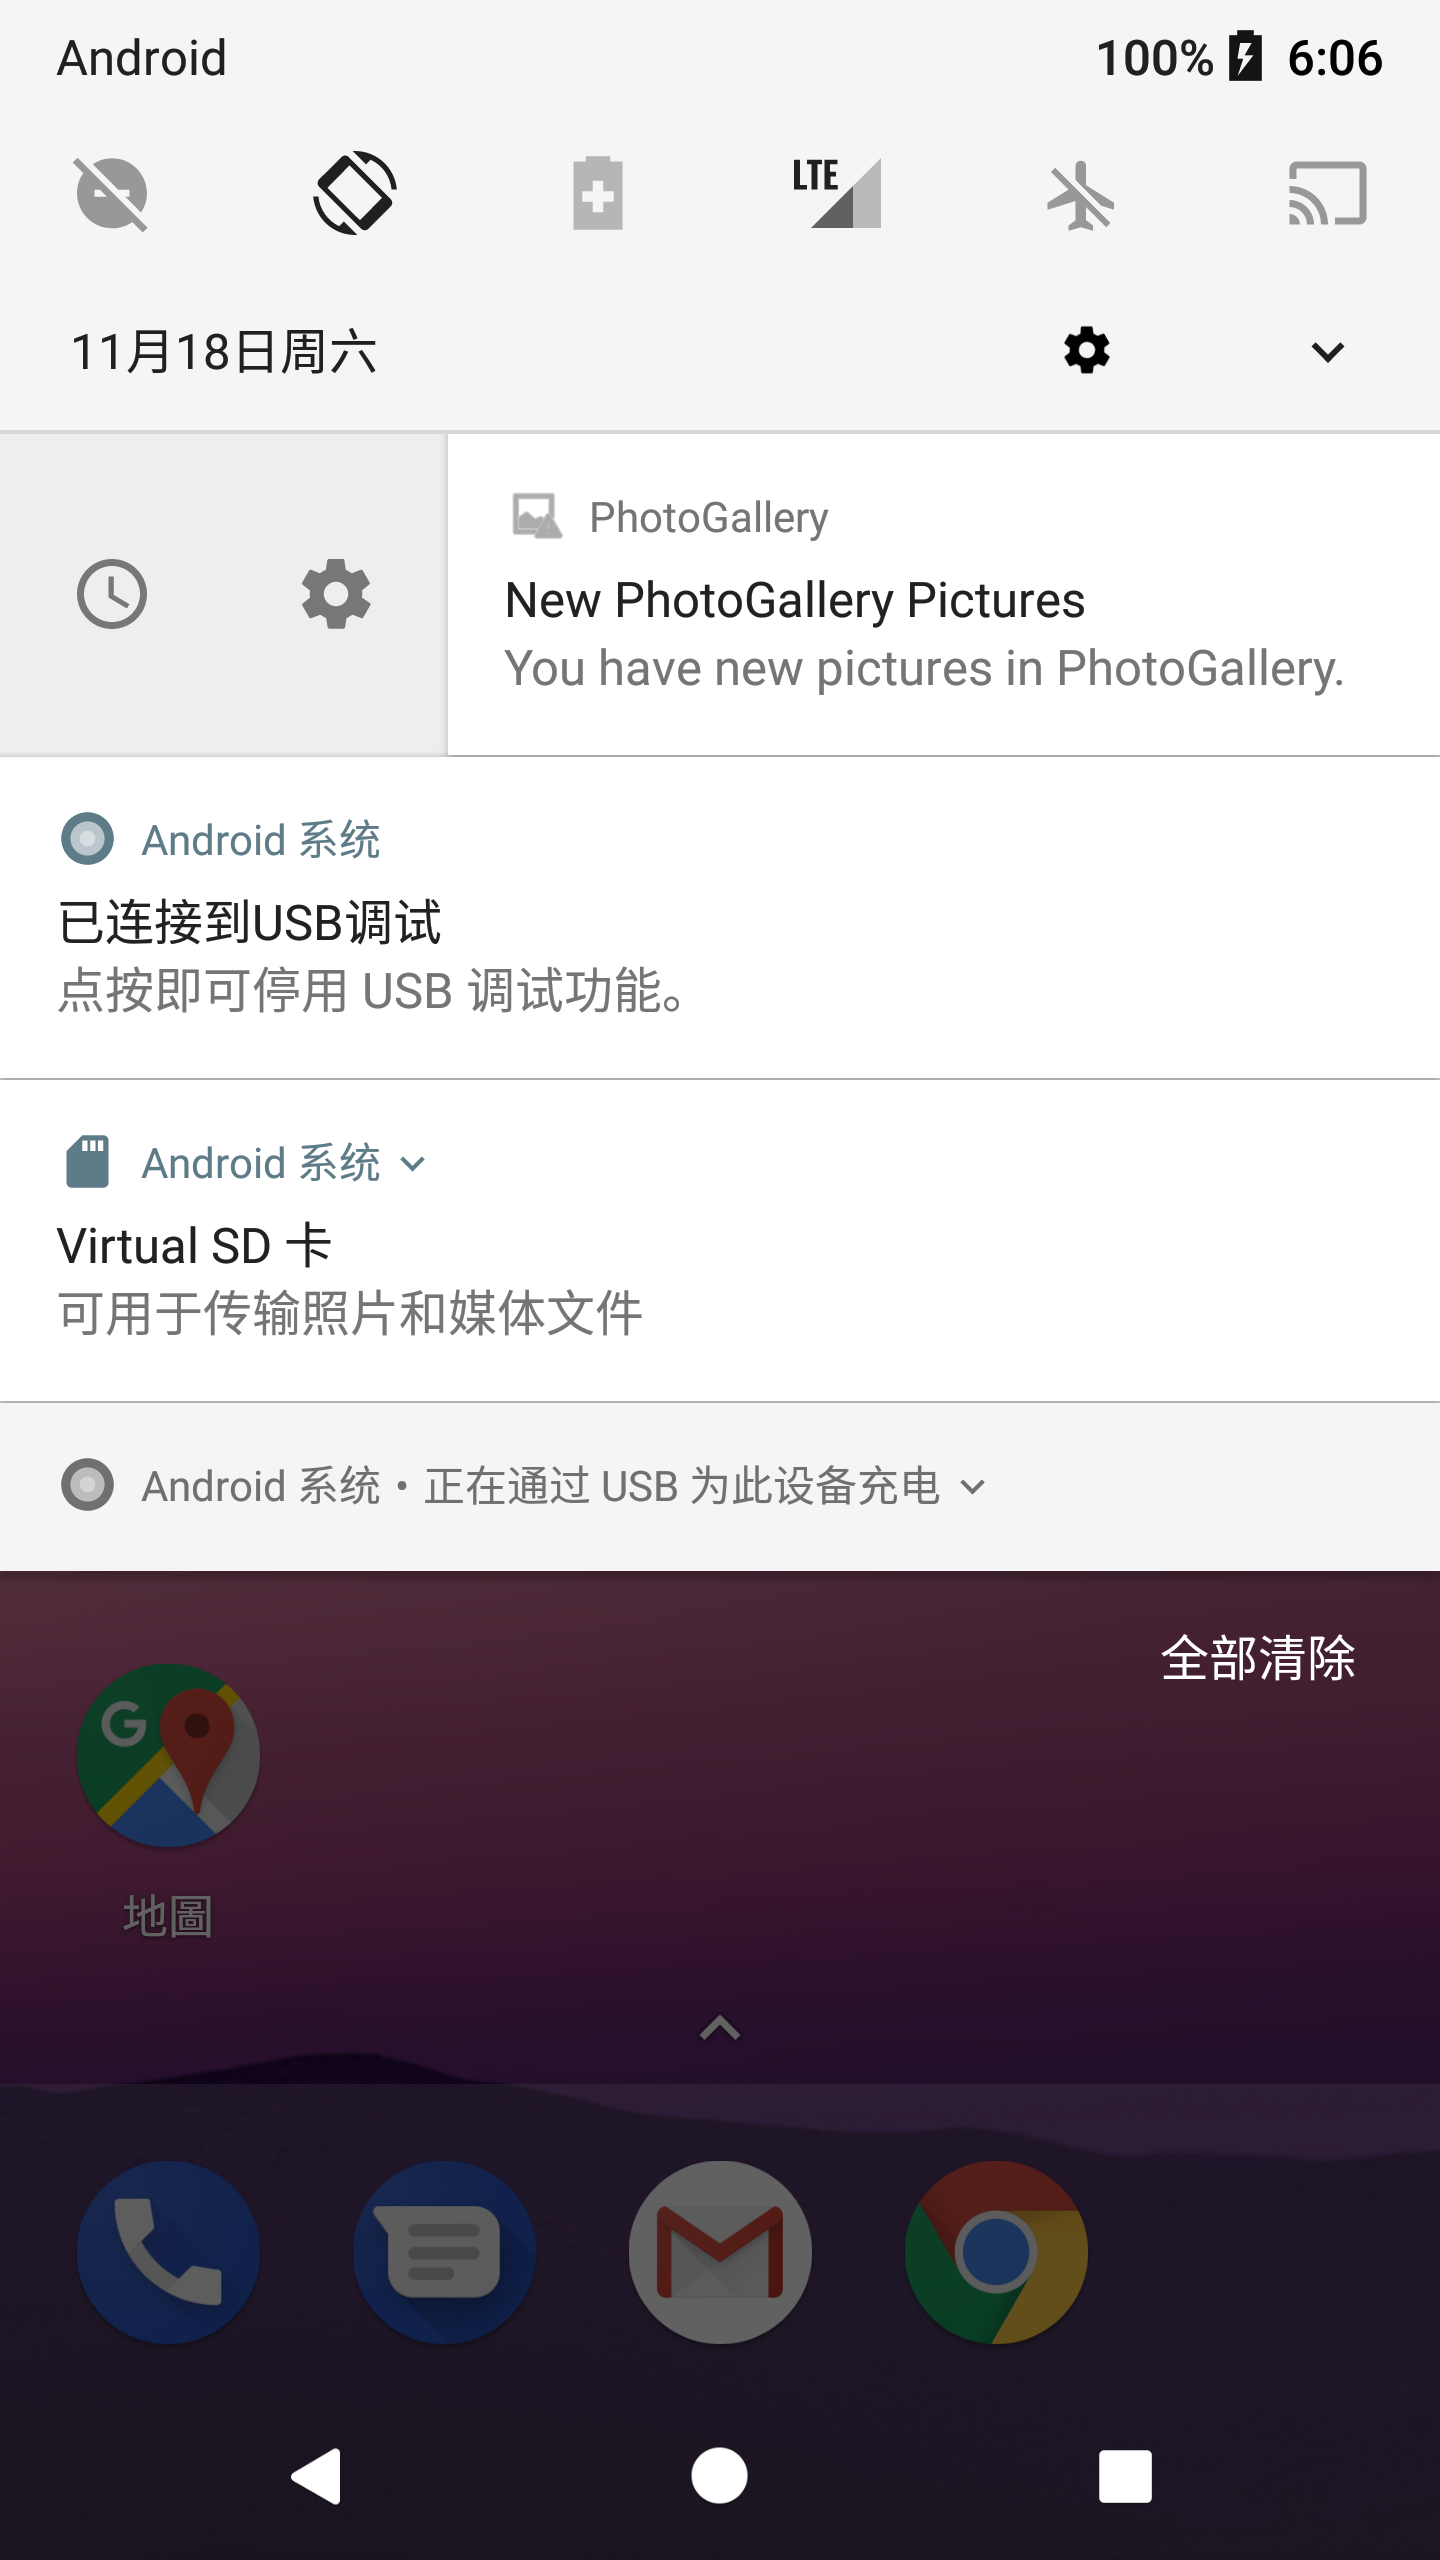 Android 100% 6:06
LTE
11月18日周六
PhotoGallery
New PhotoGallery Pictures
You have new pictures in PhotoGallery.
Android 系统
已连接到USB调试
点按即可停用 USB 调试功能。
Android 系统
Virtual SD 卡
可用于传输照片和媒体文件
Android 系统 • 正在通过 USB 为此设备充电
全部清除
G
地圖